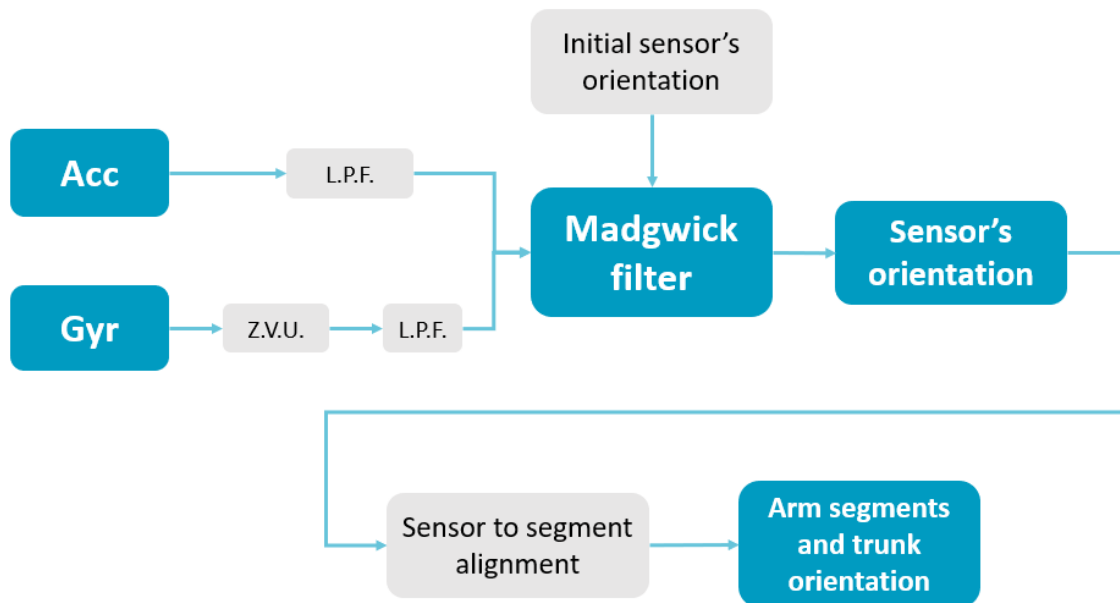 Initial sensor’s
orientation
Acc
L.P.F.
Madgwick
filter
Sensor’s
orientation
Gyr
Z.V.U.
L.P.F.
Sensor to segment
alignment
Arm segments
and trunk
orientation